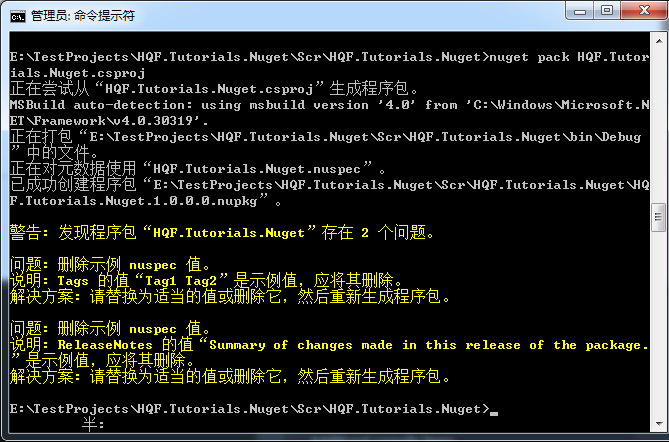 管理员: 命令提示符
E:\TestProjects\HQF.Tutorials.Nuget\Scr\HQF.Tutorials.Nuget>nuget pack HQF.Tutor
ials.Nuget.csproj
正在尝试从“HQF.Tutorials.Nuget.csproj”生成程序包。
MSBuild auto-detection: using msbuild version '4.0' from 'C:\Windows\Microsoft.N
ET\Framework\v4.0.30319'.
正在打包“E:\TestProjects\HQF.Tutorials.Nuget\Scr\HQF.Tutorials.Nuget\bin\Debug
”中的文件。
正在对元数据使用“HQF.Tutorials.Nuget.nuspec”。
已成功创建程序包“E:\TestProjects\HQF.Tutorials.Nuget\Scr\HQF.Tutorials.Nuget\HQ
F.Tutorials.Nuget.1.0.0.0.nupkg”。
警告: 发现程序包“HQF.Tutorials.Nuget”存在 2 个问题。
问题: 删除示例 nuspec 值。
说明: Tags 的值“Tag1 Tag2”是示例值，应将其删除。
解决方案: 请替换为适当的值或删除它，然后重新生成程序包。
问题: 删除示例 nuspec 值。
说明: ReleaseNotes 的值“Summary of changes made in this release of the package.
”是示例值，应将其删除。
解决方案: 请替换为适当的值或删除它，然后重新生成程序包。
E:\TestProjects\HQF.Tutorials.Nuget\Scr\HQF.Tutorials.Nuget>_
半: